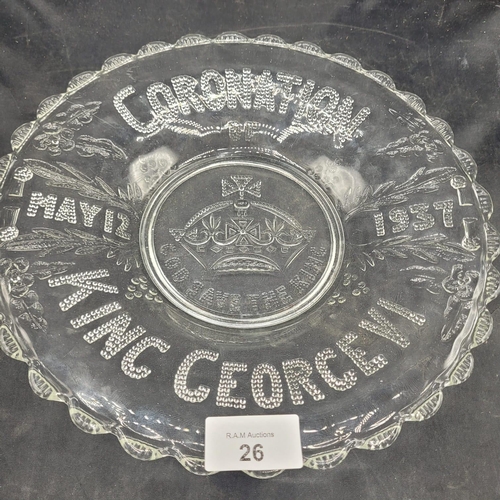 CORONATION
OF
MAY 12 1937
GOD SAVE THE KING
KING GEORGE VI
R.A.M Auctions
26